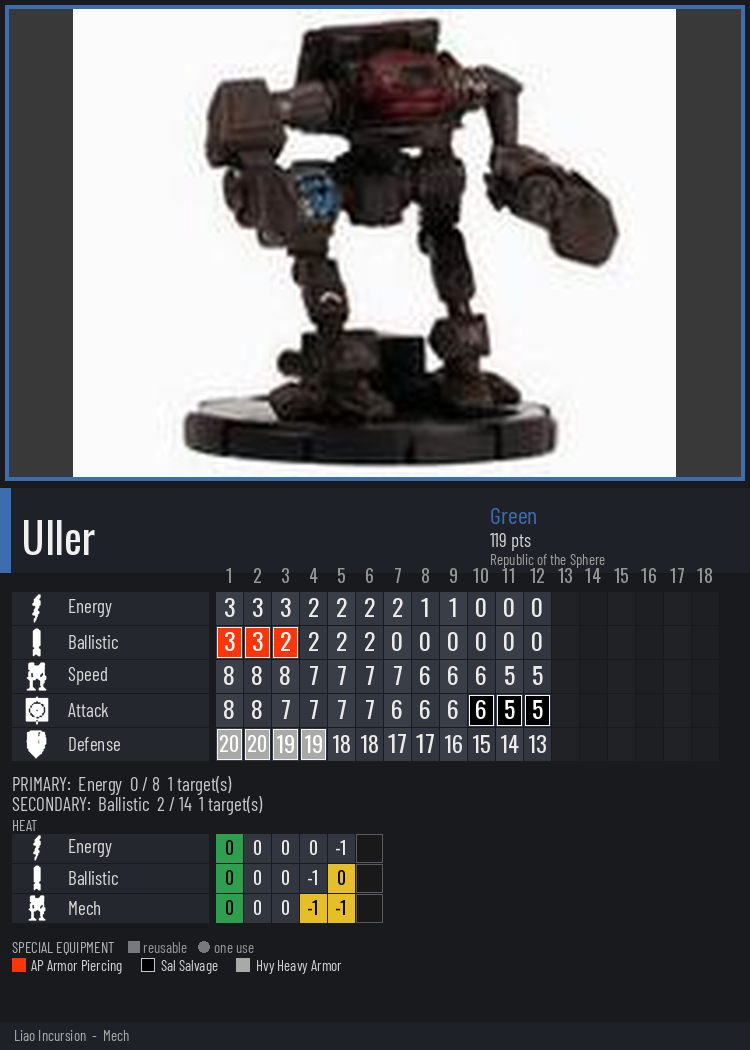 Uller
Green
119 pts
Republic of the Sphere
1 2 3 4 5 6 7 8 9 10 11 12 13 14 15 16 17 18
Energy 3 3 3 2 2 2 2 1 1 0 0 0
Ballistic 3 3 2 2 2 2 0 0 0 0 0 0
Speed 8 8 8 7 7 7 7 6 6 6 5 5
Attack 8 8 7 7 7 7 6 6 6 6 5 5
Defense 20 20 19 19 18 18 17 17 16 15 14 13
PRIMARY: Energy 0 / 8 1 target(s)
SECONDARY: Ballistic 2 / 14 1 target(s)
HEAT
Energy 0 0 0 0 -1
Ballistic 0 0 0 -1 0
Mech 0 0 0 -1 -1
SPECIAL EQUIPMENT reusable one use
AP Armor Piercing Sal Salvage Hvy Heavy Armor
Liao Incursion - Mech